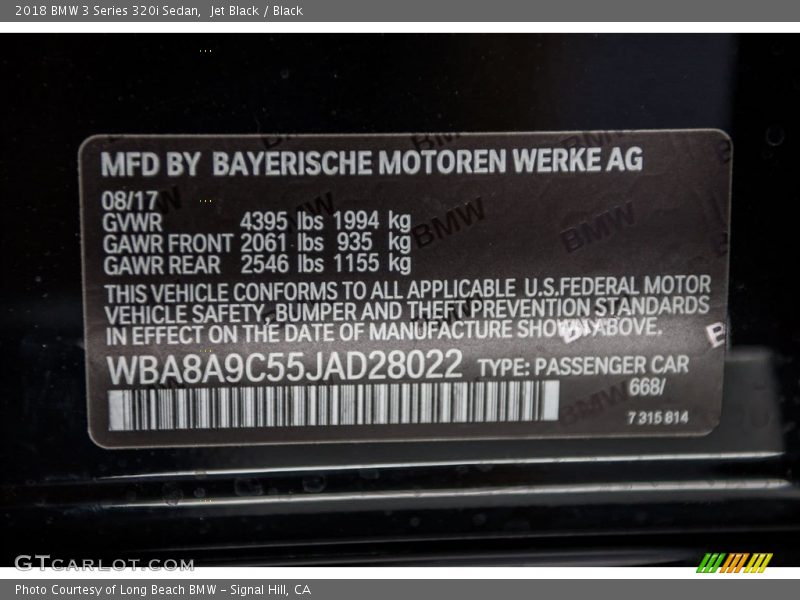 2018 BMW 3 Series 320i Sedan,  Jet Black / Black
MFD BY BAYERISCHE MOTOREN WERKE AG
08/17
GVWR 4395 lbs 1994 kg
GAWR FRONT 2061 lbs 935 kg
GAWR REAR 2546 lbs 1155 kg
THIS VEHICLE CONFORMS TO ALL APPLICABLE U.S.FEDERAL MOTOR
VEHICLE SAFETY, BUMPER AND THEFT PREVENTION STANDARDS
IN EFFECT ON THE DATE OF MANUFACTURE SHOWN ABOVE.
WBA8A9C55JAD28022 TYPE: PASSENGER CAR
668/
7 315 814
GTCARLOT.COM
Photo Courtesy of Long Beach BMW – Signal Hill, CA